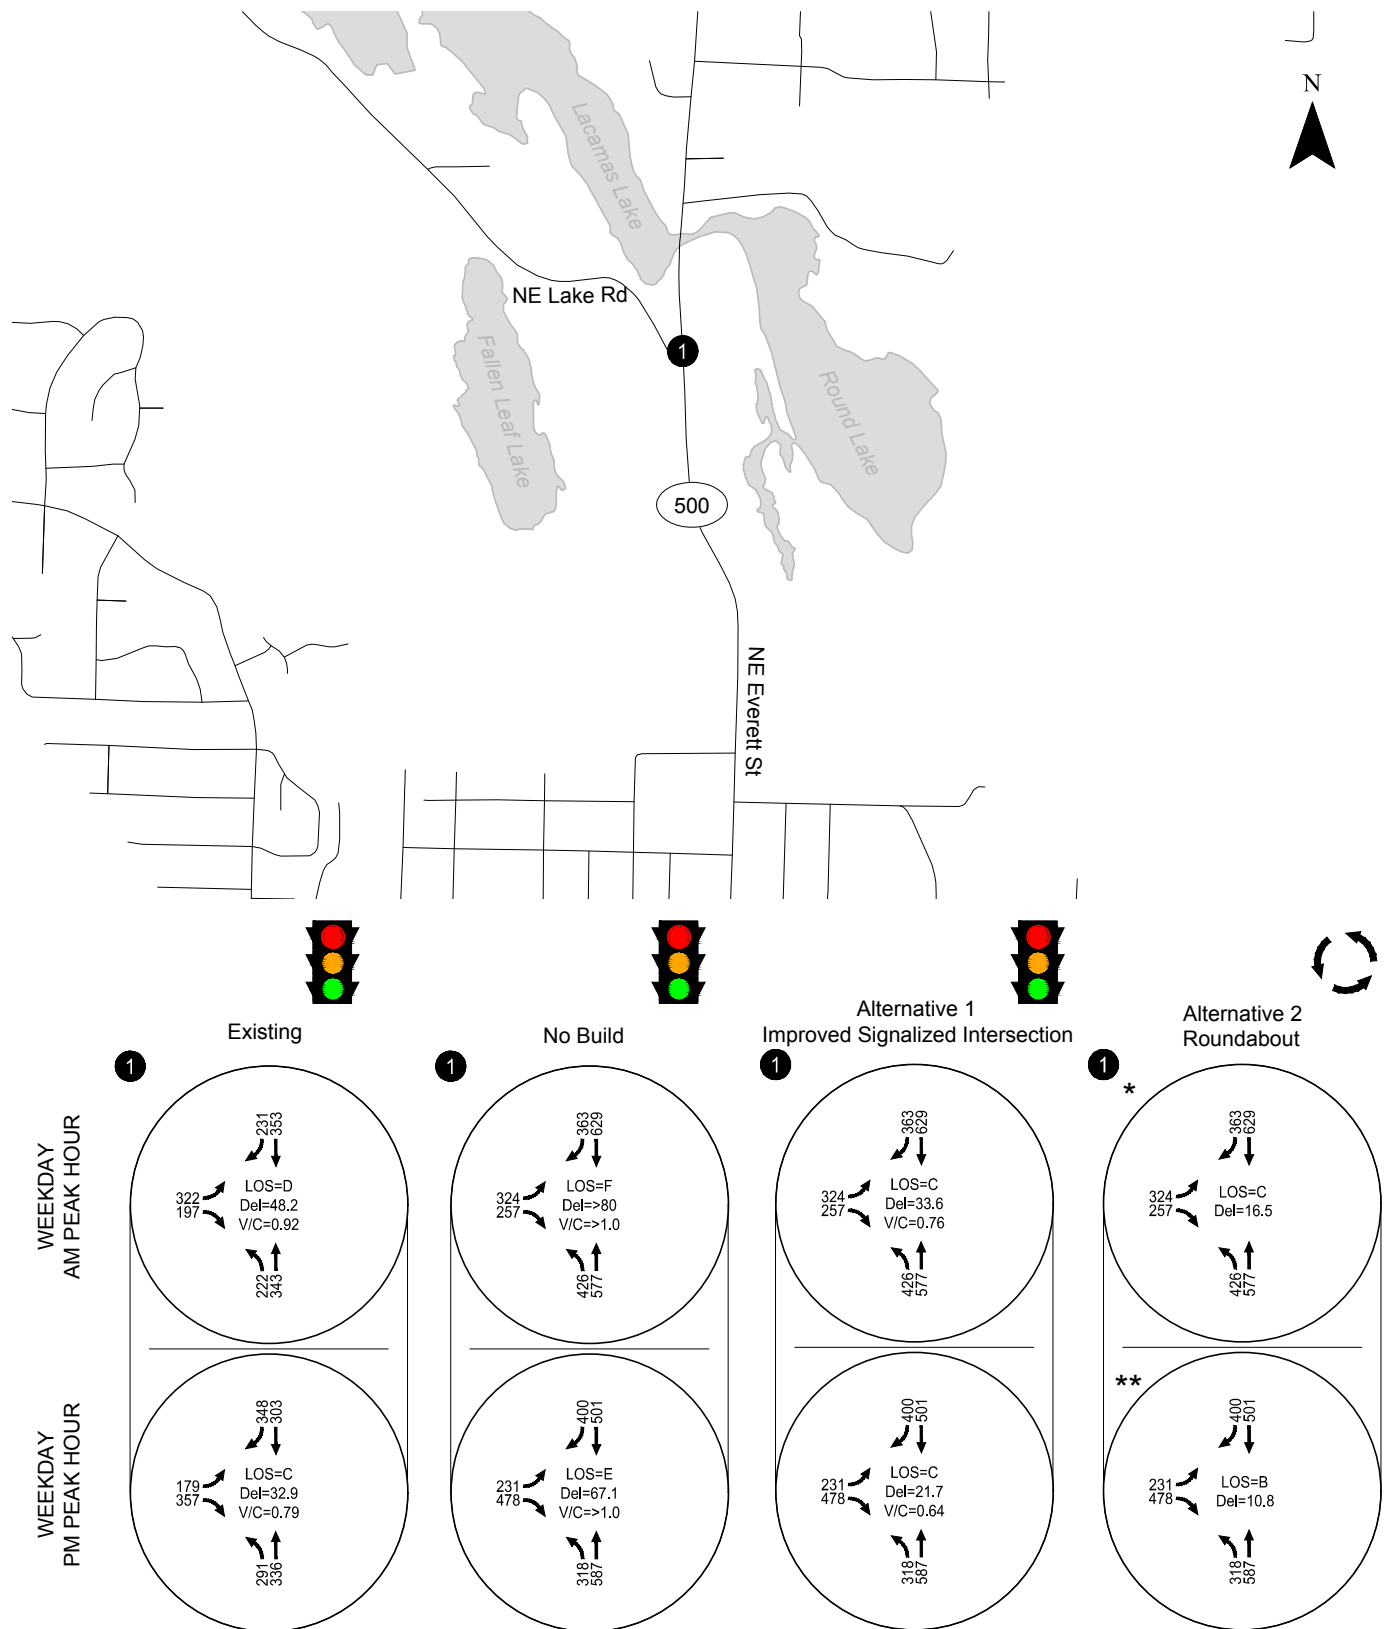 N
Lacamas Lake
NE Lake Rd
1
Fallen Leaf Lake
Round Lake
500
NE Everett St
Existing
No Build
Alternative 1
Improved Signalized Intersection
Alternative 2
Roundabout
WEEKDAY
AM PEAK HOUR
1
231
353
322
197
LOS=D
Del=48.2
V/C=0.92
222
343
1
363
629
324
257
LOS=F
Del=>80
V/C=>1.0
426
577
1
363
629
324
257
LOS=C
Del=33.6
V/C=0.76
426
577
1
*
363
629
324
257
LOS=C
Del=16.5
426
577
WEEKDAY
PM PEAK HOUR
348
303
179
357
LOS=C
Del=32.9
V/C=0.79
291
336
400
501
231
478
LOS=E
Del=67.1
V/C=>1.0
318
587
400
501
231
478
LOS=C
Del=21.7
V/C=0.64
318
587
**
400
501
231
478
LOS=B
Del=10.8
318
587